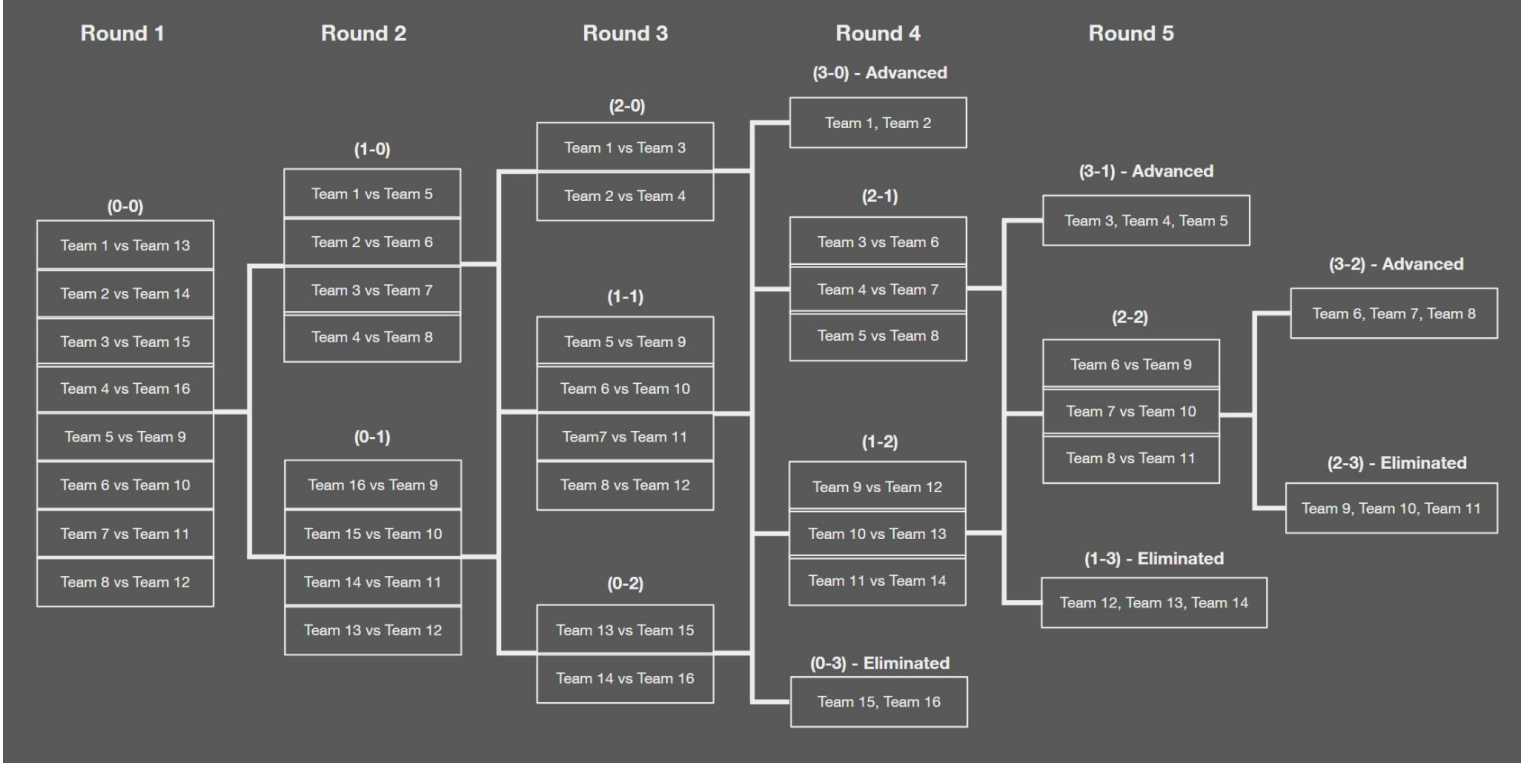 Round 1
Round 2
Round 3
Round 4
Round 5
(0-0)
Team 1 vs Team 13
Team 2 vs Team 14
Team 3 vs Team 15
Team 4 vs Team 16
Team 5 vs Team 9
Team 6 vs Team 10
Team 7 vs Team 11
Team 8 vs Team 12
(1-0)
Team 1 vs Team 5
Team 2 vs Team 6
Team 3 vs Team 7
Team 4 vs Team 8
(0-1)
Team 16 vs Team 9
Team 15 vs Team 10
Team 14 vs Team 11
Team 13 vs Team 12
(2-0)
Team 1 vs Team 3
Team 2 vs Team 4
(1-1)
Team 5 vs Team 9
Team 6 vs Team 10
Team7 vs Team 11
Team 8 vs Team 12
(0-2)
Team 13 vs Team 15
Team 14 vs Team 16
(3-0) - Advanced
Team 1, Team 2
(2-1)
Team 3 vs Team 6
Team 4 vs Team 7
Team 5 vs Team 8
(1-2)
Team 9 vs Team 12
Team 10 vs Team 13
Team 11 vs Team 14
(0-3) - Eliminated
Team 15, Team 16
(3-1) - Advanced
Team 3, Team 4, Team 5
(2-2)
Team 6 vs Team 9
Team 7 vs Team 10
Team 8 vs Team 11
(1-3) - Eliminated
Team 12, Team 13, Team 14
(3-2) - Advanced
Team 6, Team 7, Team 8
(2-3) - Eliminated
Team 9, Team 10, Team 11